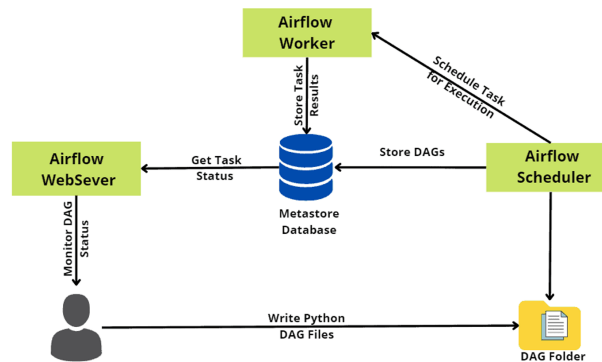 Airflow
Worker
Schedule Task
for Execution
Store Task
Results
Airflow
WebSever
Get Task
Status
Store DAGs
Airflow
Scheduler
Metastore
Database
Monitor DAG
Status
Write Python
DAG Files
DAG Folder